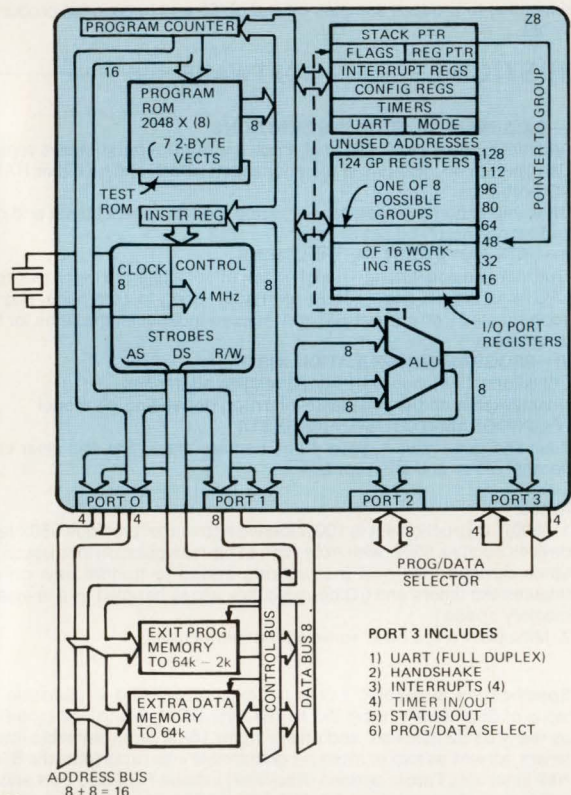 Z8
PROGRAM COUNTER
16
PROGRAM
ROM
2048 X (8)
7 2-BYTE
VECTS
8
TEST
ROM
INSTR REG
CLOCK
8
CONTROL
4 MHz
8
STROBES
AS DS R/W
STACK PTR
FLAGS REG PTR
INTERRUPT REGS
CONFIG REGS
TIMERS
UART MODE
UNUSED ADDRESSES
124 GP REGISTERS
ONE OF 8
POSSIBLE
GROUPS
OF 16 WORK-
ING REGS
128
112
96
80
64
48
32
16
0
POINTER TO GROUP
I/O PORT
REGISTERS
8
ALU
8
8
PORT 0
PORT 1
PORT 2
PORT 3
4 4
8
8
4 4
PROG/DATA
SELECTOR
EXIT PROG
MEMORY
TO 64k – 2k
EXTRA DATA
MEMORY
TO 64k
CONTROL BUS
DATA BUS 8
ADDRESS BUS
8 + 8 = 16
PORT 3 INCLUDES
1) UART (FULL DUPLEX)
2) HANDSHAKE
3) INTERRUPTS (4)
4) TIMER IN/OUT
5) STATUS OUT
6) PROG/DATA SELECT